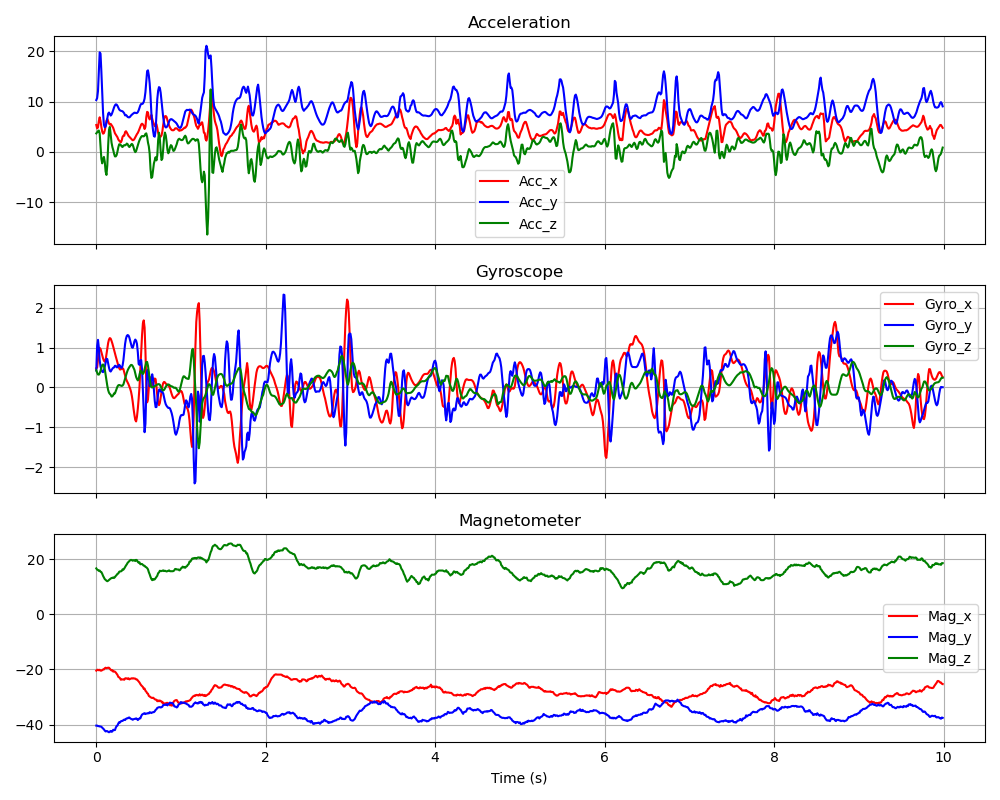 Acceleration
20
10
0
−10
Acc_x
Acc_y
Acc_z
Gyroscope
2
1
0
−1
−2
Gyro_x
Gyro_y
Gyro_z
Magnetometer
20
0
−20
−40
Mag_x
Mag_y
Mag_z
0 2 4 6 8 10
Time (s)